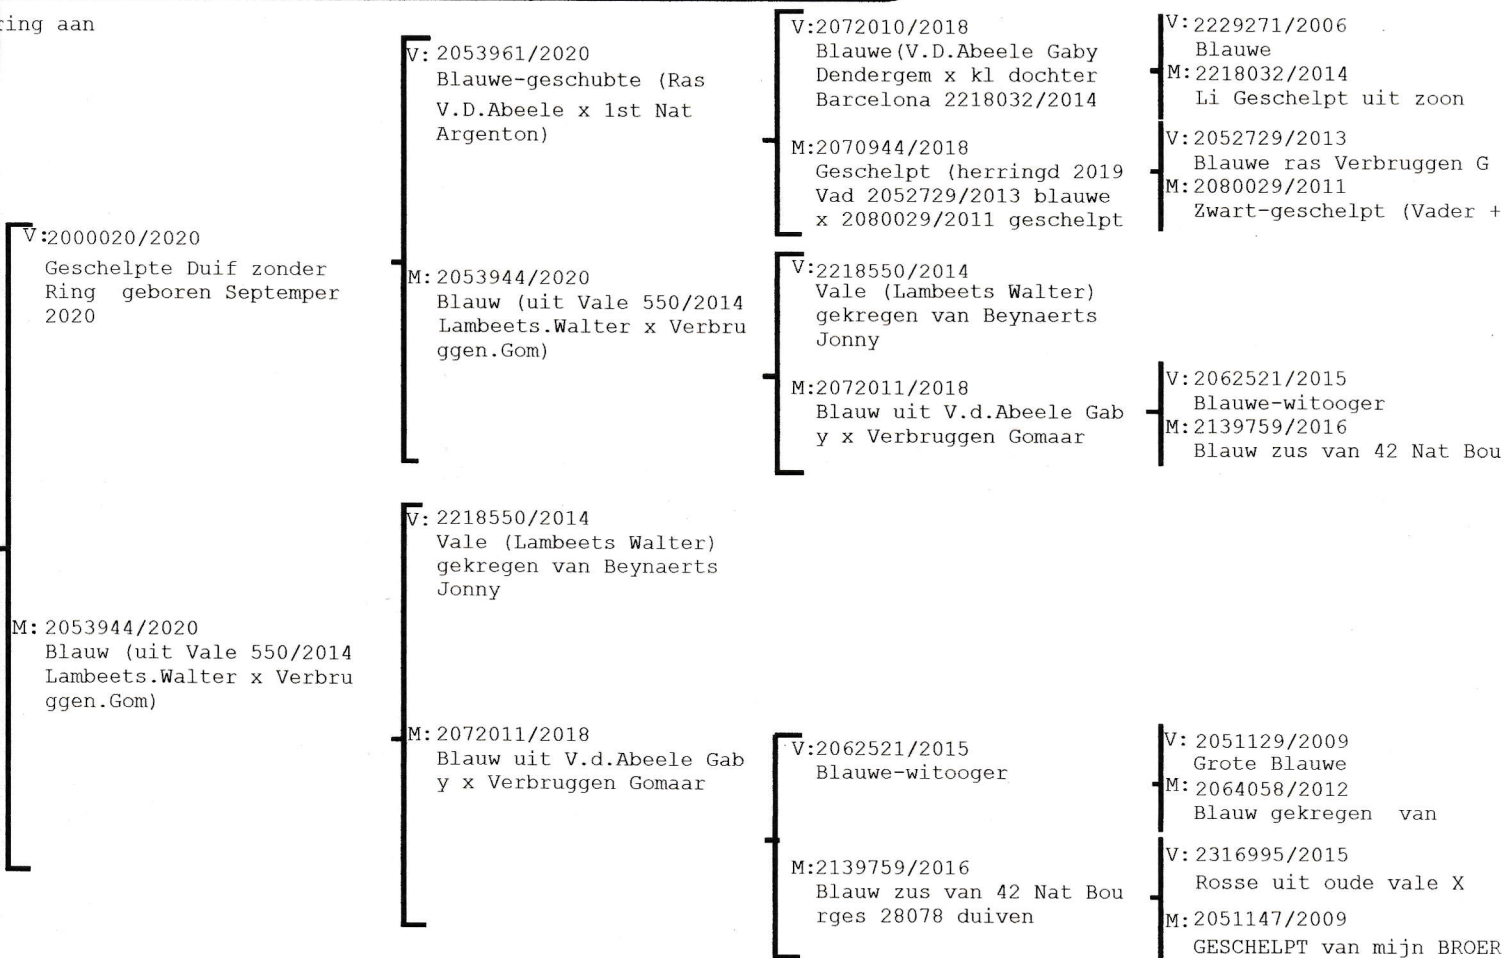 ring aan
V:2000020/2020
Geschelpte Duif zonder
Ring geboren Septemper
2020
M:2053944/2020
Blauw (uit Vale 550/2014
Lambeets.Walter x Verbru
ggen.Gom)
V:2053961/2020
Blauwe-geschubte (Ras
V.D.Abeele x 1st Nat
Argenton)
M:2053944/2020
Blauw (uit Vale 550/2014
Lambeets.Walter x Verbru
ggen.Gom)
V:2218550/2014
Vale (Lambeets Walter)
gekregen van Beynaerts
Jonny
M:2072011/2018
Blauw uit V.d.Abeele Gab
y x Verbruggen Gomaar
V:2072010/2018
Blauwe(V.D.Abeele Gaby
Dendergem x kl dochter
Barcelona 2218032/2014
M:2070944/2018
Geschelpt (herringd 2019
Vad 2052729/2013 blauwe
x 2080029/2011 geschelpt
V:2218550/2014
Vale (Lambeets Walter)
gekregen van Beynaerts
Jonny
M:2072011/2018
Blauw uit V.d.Abeele Gab
y x Verbruggen Gomaar
V:2062521/2015
Blauwe-witooger
M:2139759/2016
Blauw zus van 42 Nat Bou
rges 28078 duiven
V:2229271/2006
Blauwe
M:2218032/2014
Li Geschelpt uit zoon
V:2052729/2013
Blauwe ras Verbruggen G
M:2080029/2011
Zwart-geschelpt (Vader +
V:2062521/2015
Blauwe-witooger
M:2139759/2016
Blauw zus van 42 Nat Bou
V:2051129/2009
Grote Blauwe
M:2064058/2012
Blauw gekregen van
V:2316995/2015
Rosse uit oude vale X
M:2051147/2009
GESCHELPT van mijn BROER